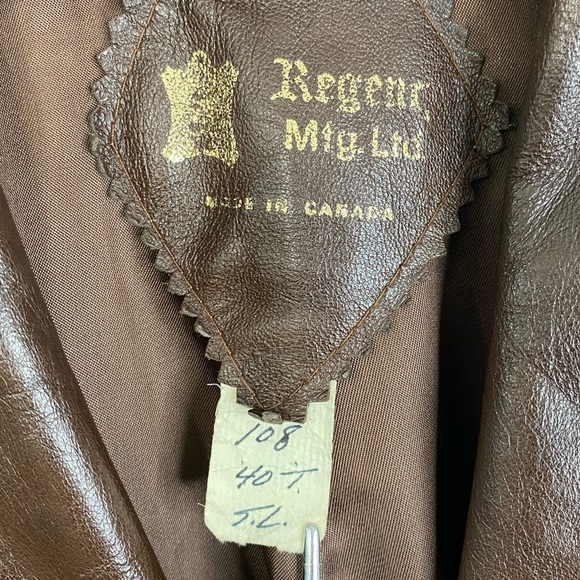 Regency
Mfg. Ltd.
MADE IN CANADA
108
40 T.
J.L.